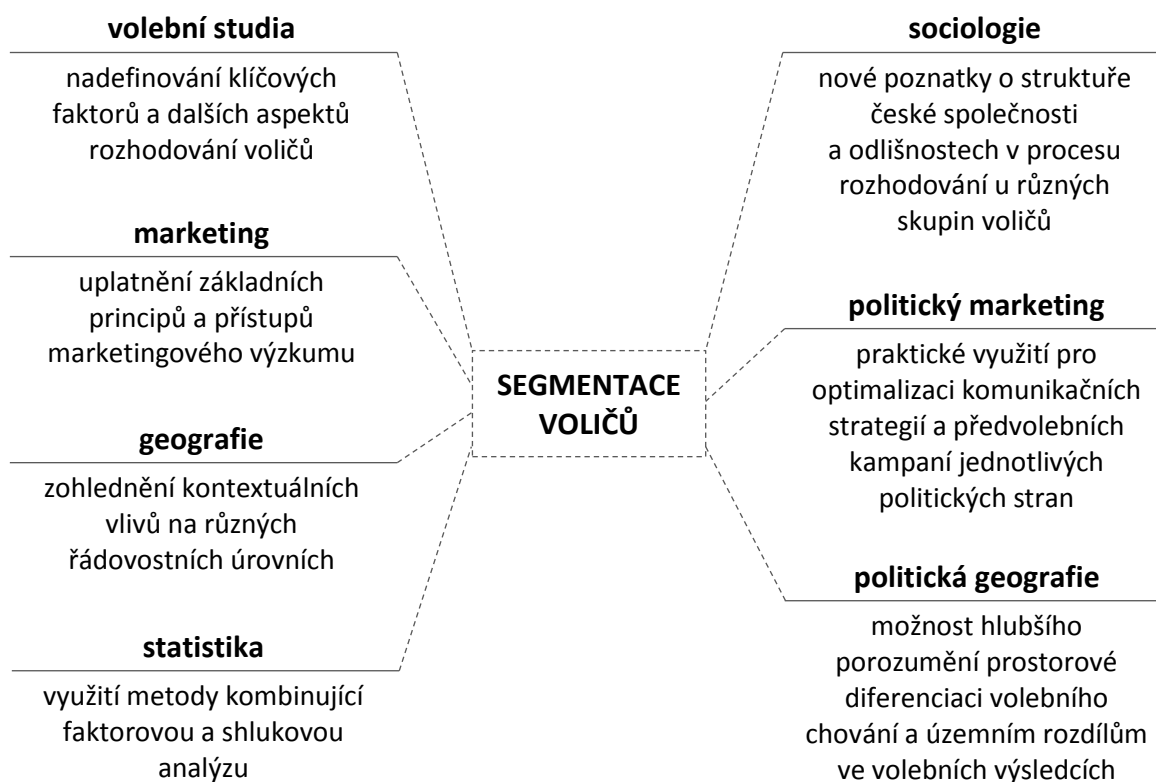 volební studia
nadefinování klíčových
faktorů a dalších aspektů
rozhodování voličů
marketing
uplatnění základních
principů a přístupů
marketingového výzkumu
geografie
zohlednění kontextuálních
vlivů na různých
řádovostních úrovních
statistika
využití metody kombinující
faktorovou a shlukovou
analýzu
SEGMENTACE
VOLIČŮ
sociologie
nové poznatky o struktuře
české společnosti
a odlišnostech v procesu
rozhodování u různých
skupin voličů
politický marketing
praktické využití pro
optimalizaci komunikačních
strategií a předvolebních
kampaní jednotlivých
politických stran
politická geografie
možnost hlubšího
porozumění prostorové
diferenciaci volebního
chování a územním rozdílům
ve volebních výsledcích